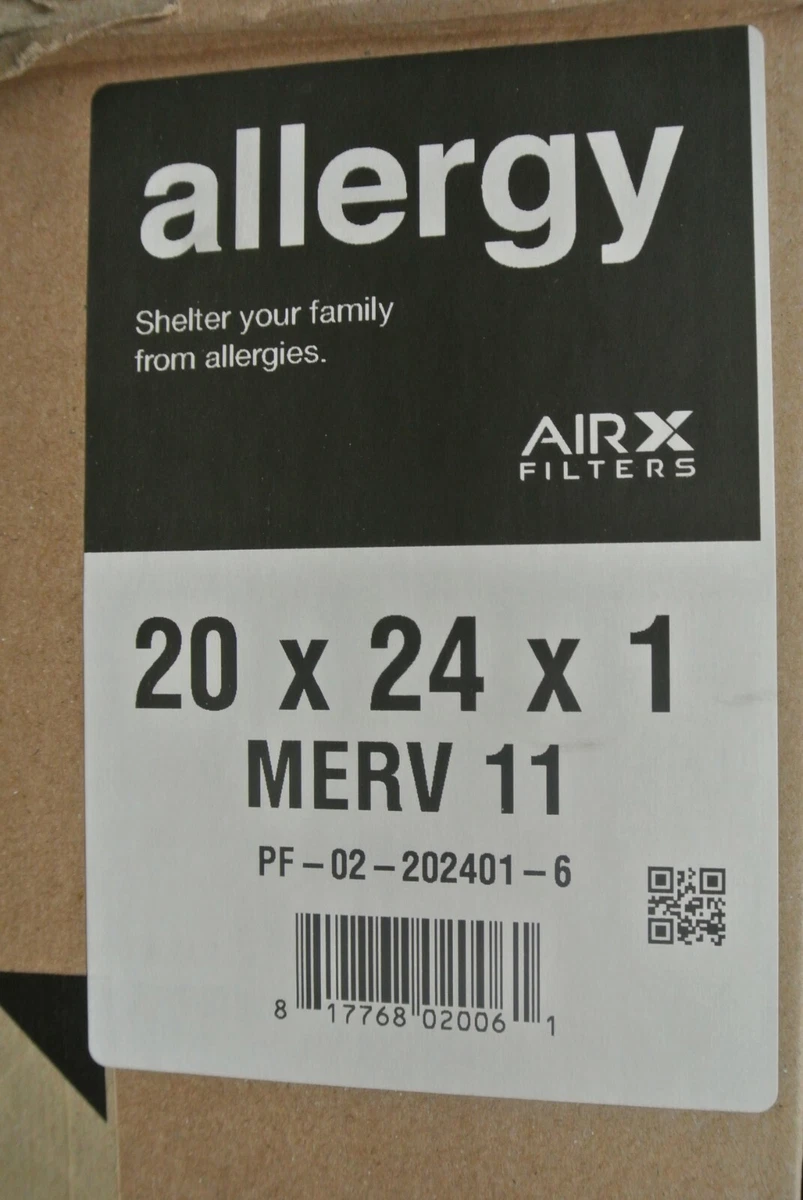 allergy
Shelter your family
from allergies.
AIRX
FILTERS
20 x 24 x 1
MERV 11
PF – 02 – 202401 – 6
8 17768 02006 1